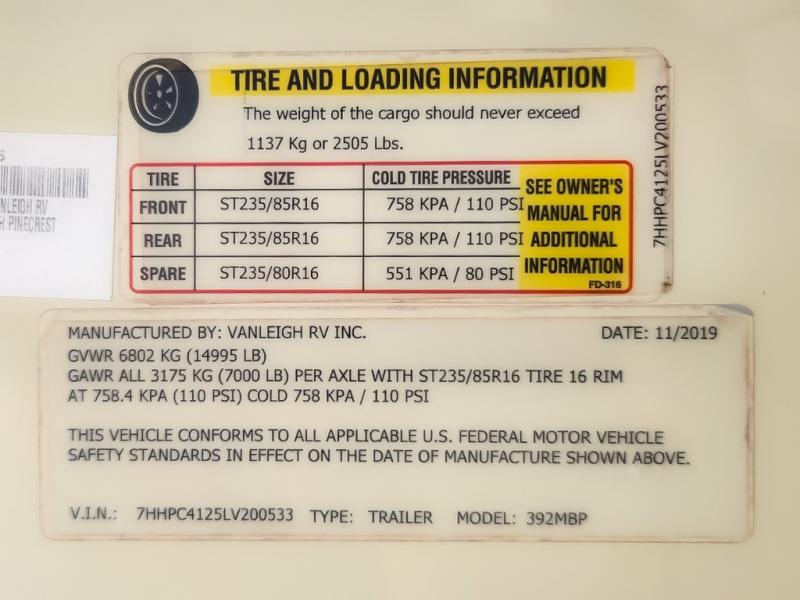 TIRE AND LOADING INFORMATION
The weight of the cargo should never exceed
1137 Kg or 2505 Lbs.
TIRE SIZE COLD TIRE PRESSURE
FRONT ST235/85R16 758 KPA / 110 PSI
REAR ST235/85R16 758 KPA / 110 PSI
SPARE ST235/80R16 551 KPA / 80 PSI
SEE OWNER'S
MANUAL FOR
ADDITIONAL
INFORMATION
FD-316
7HHPC4125LV200533
RV
PINECREST
MANUFACTURED BY: VANLEIGH RV INC. DATE: 11/2019
GVWR 6802 KG (14995 LB)
GAWR ALL 3175 KG (7000 LB) PER AXLE WITH ST235/85R16 TIRE 16 RIM
AT 758.4 KPA (110 PSI) COLD 758 KPA / 110 PSI
THIS VEHICLE CONFORMS TO ALL APPLICABLE U.S. FEDERAL MOTOR VEHICLE
SAFETY STANDARDS IN EFFECT ON THE DATE OF MANUFACTURE SHOWN ABOVE.
V.I.N.: 7HHPC4125LV200533 TYPE: TRAILER MODEL: 392MBP